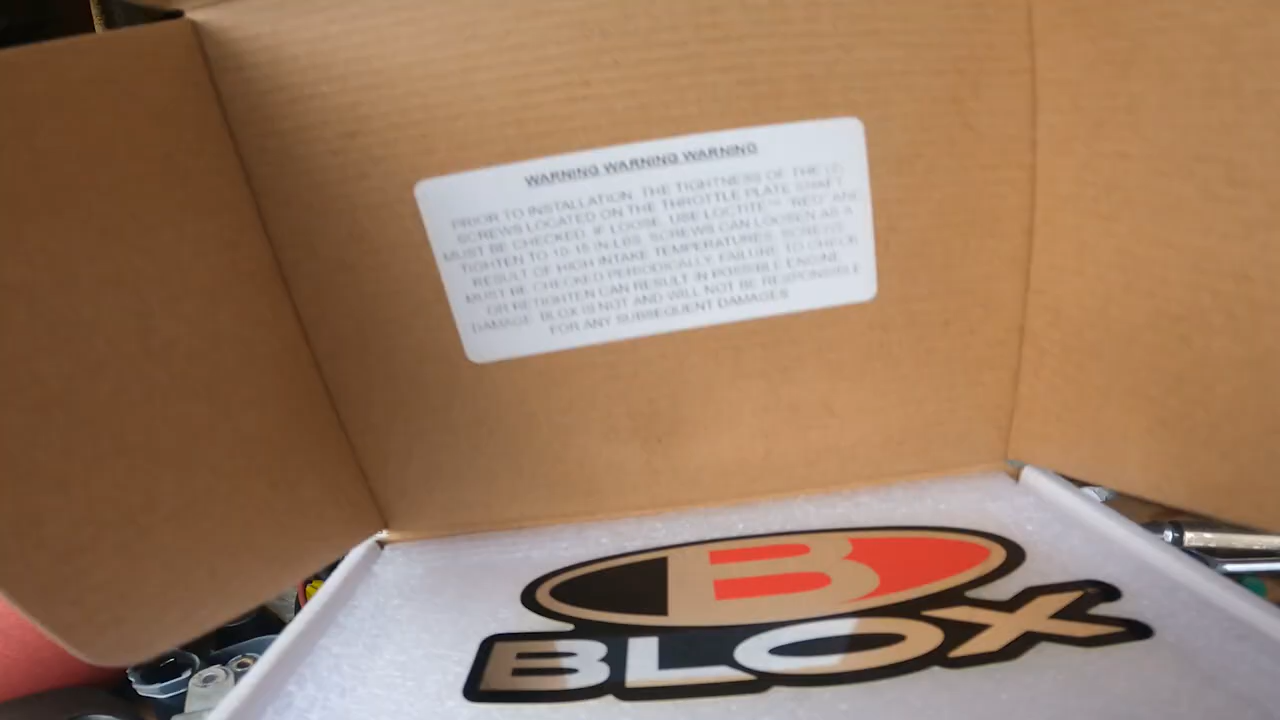 WARNING WARNING WARNING
PRIOR TO INSTALLATION, THE TIGHTNESS OF THE (2)
SCREWS LOCATED ON THE THROTTLE PLATE SHAFT
MUST BE CHECKED. IF LOOSE, USE LOCTITE™ "RED" AND
TIGHTEN TO 10-15 IN-LBS. SCREWS CAN LOOSEN AS A
RESULT OF HIGH INTAKE TEMPERATURES. SCREWS
MUST BE CHECKED PERIODICALLY. FAILURE TO CHECK
OR RETIGHTEN CAN RESULT IN POSSIBLE ENGINE
DAMAGE. BLOX IS NOT AND WILL NOT BE RESPONSIBLE
FOR ANY SUBSEQUENT DAMAGES
B
BLOX